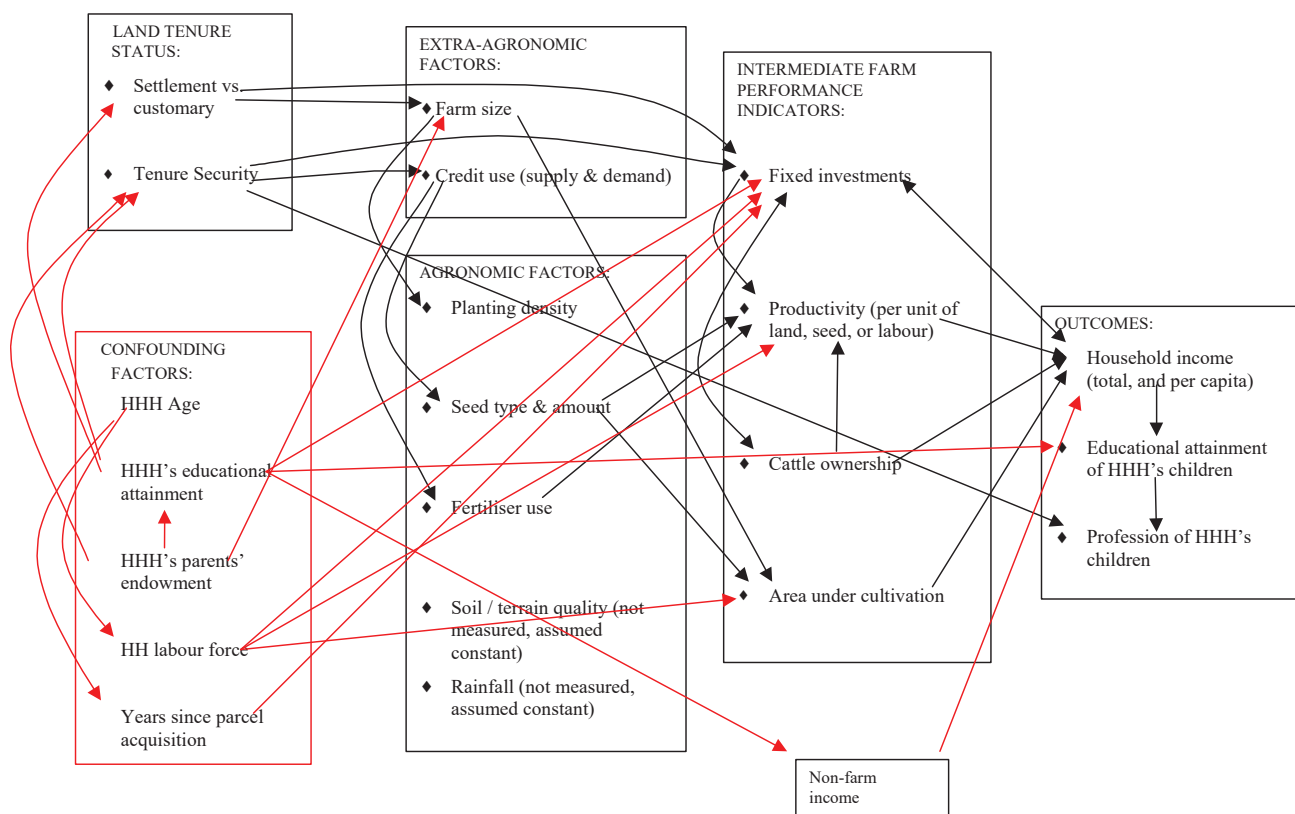 LAND TENURE
STATUS:
♦ Settlement vs.
customary
♦ Tenure Security
EXTRA-AGRONOMIC
FACTORS:
♦ Farm size
♦ Credit use (supply & demand)
AGRONOMIC FACTORS:
♦ Planting density
♦ Seed type & amount
♦ Fertiliser use
♦ Soil / terrain quality (not
measured, assumed
constant)
♦ Rainfall (not measured,
assumed constant)
CONFOUNDING
FACTORS:
HHH Age
HHH's educational
attainment
HHH's parents'
endowment
HH labour force
Years since parcel
acquisition
INTERMEDIATE FARM
PERFORMANCE
INDICATORS:
♦ Fixed investments
♦ Productivity (per unit of
land, seed, or labour)
♦ Cattle ownership
♦ Area under cultivation
OUTCOMES:
♦ Household income
(total, and per capita)
♦ Educational attainment
of HHH's children
♦ Profession of HHH's
children
Non-farm
income